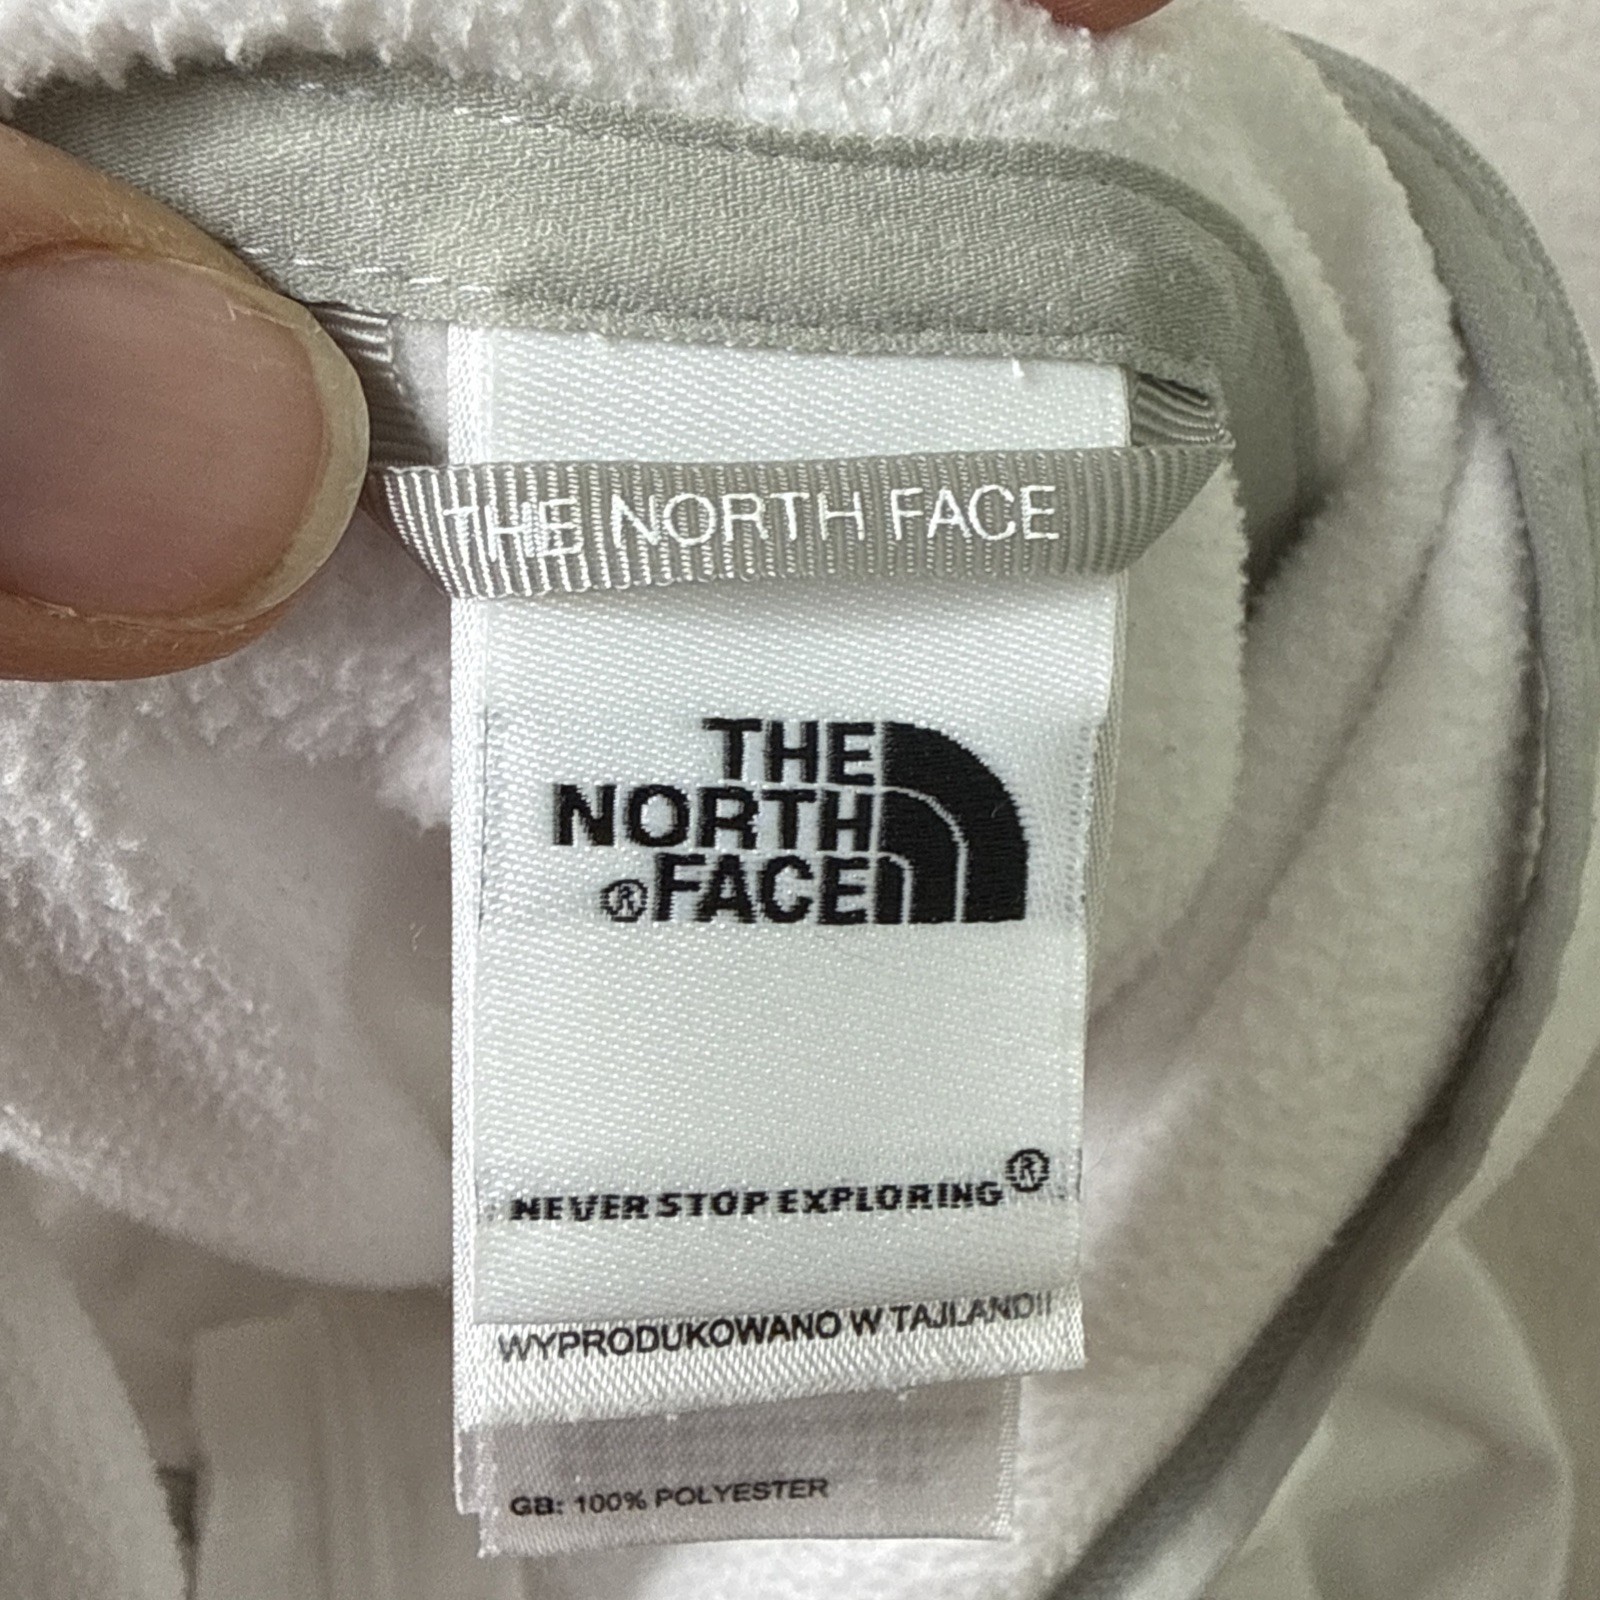 THE NORTH FACE
THE
NORTH
® FACE
NEVER STOP EXPLORING®
WYPRODUKOWANO W TAJLANDII
GB: 100% POLYESTER